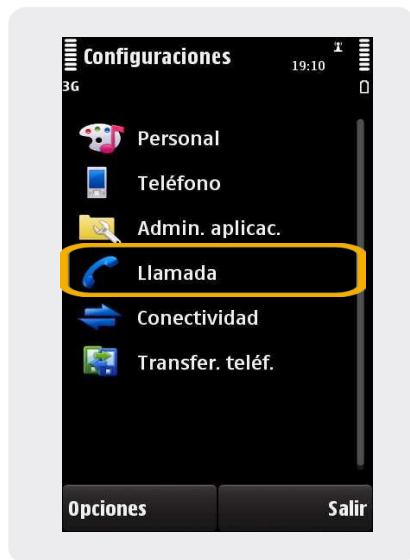 Configuraciones
19:10
3G
Personal
Teléfono
Admin. aplicac.
Llamada
Conectividad
Transfer. teléf.
Opciones Salir